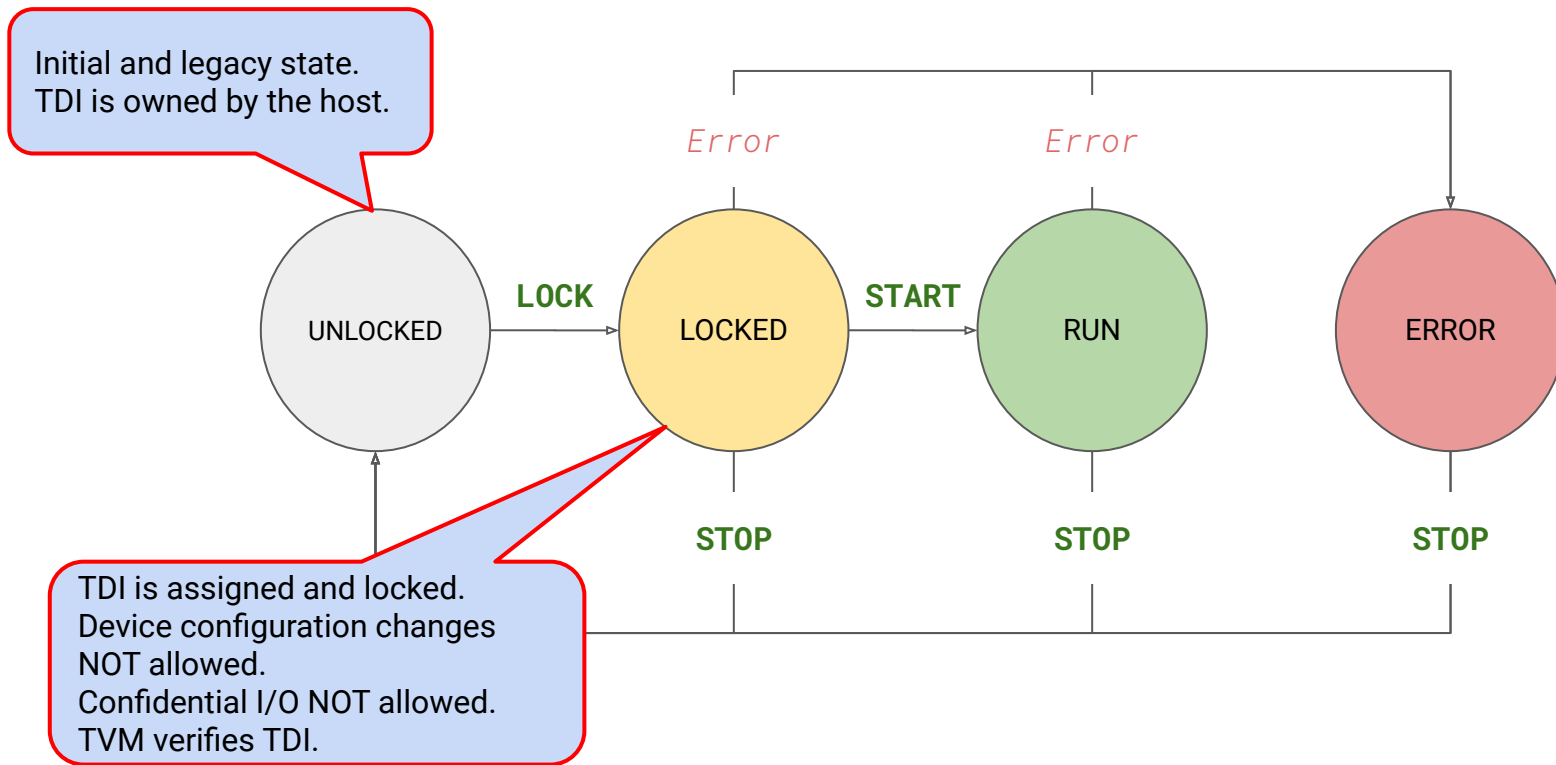 Initial and legacy state.
TDI is owned by the host.
Error
Error
LOCK
START
UNLOCKED
LOCKED
RUN
ERROR
STOP
STOP
STOP
TDI is assigned and locked.
Device configuration changes
NOT allowed.
Confidential I/O NOT allowed.
TVM verifies TDI.